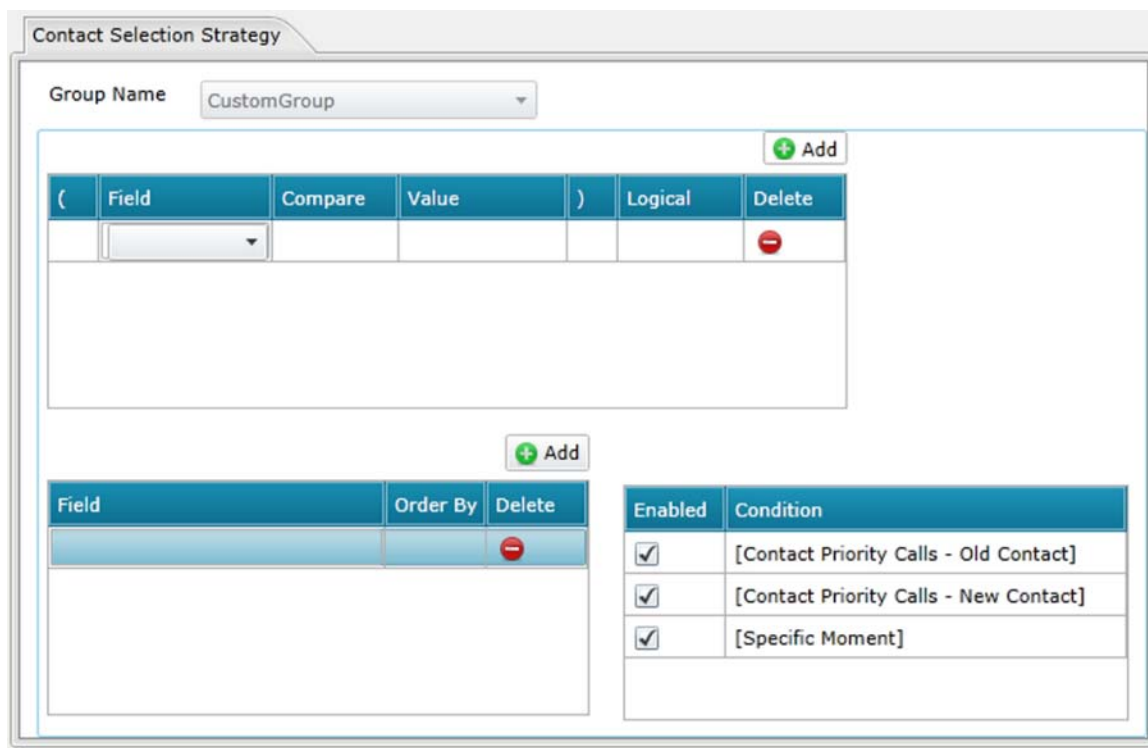 Contact Selection Strategy
Group Name CustomGroup
Add
( Field Compare Value ) Logical Delete
Add
Field Order By Delete
Enabled Condition
[Contact Priority Calls - Old Contact]
[Contact Priority Calls - New Contact]
[Specific Moment]